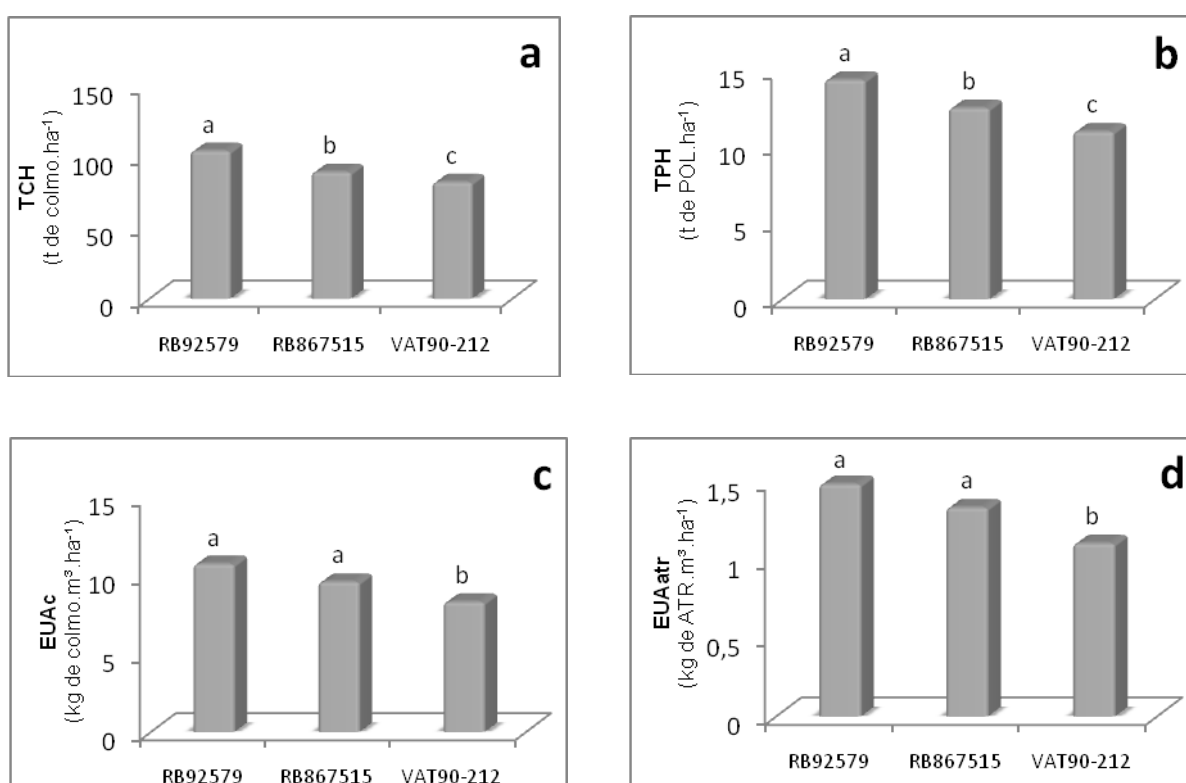 a
TCH
(t de colmo.ha⁻¹)
150
100
50
0
a
b
c
RB92579
RB867515
VAT90-212
b
TPH
(t de POL.ha⁻¹)
15
10
5
0
a
b
c
RB92579
RB867515
VAT90-212
c
EUAc
(kg de colmo.m³.ha⁻¹)
15
10
5
0
a
a
b
RB92579
RB867515
VAT90-212
d
EUAatr
(kg de ATR.m³.ha⁻¹)
1,5
1
0,5
0
a
a
b
RB92579
RB867515
VAT90-212